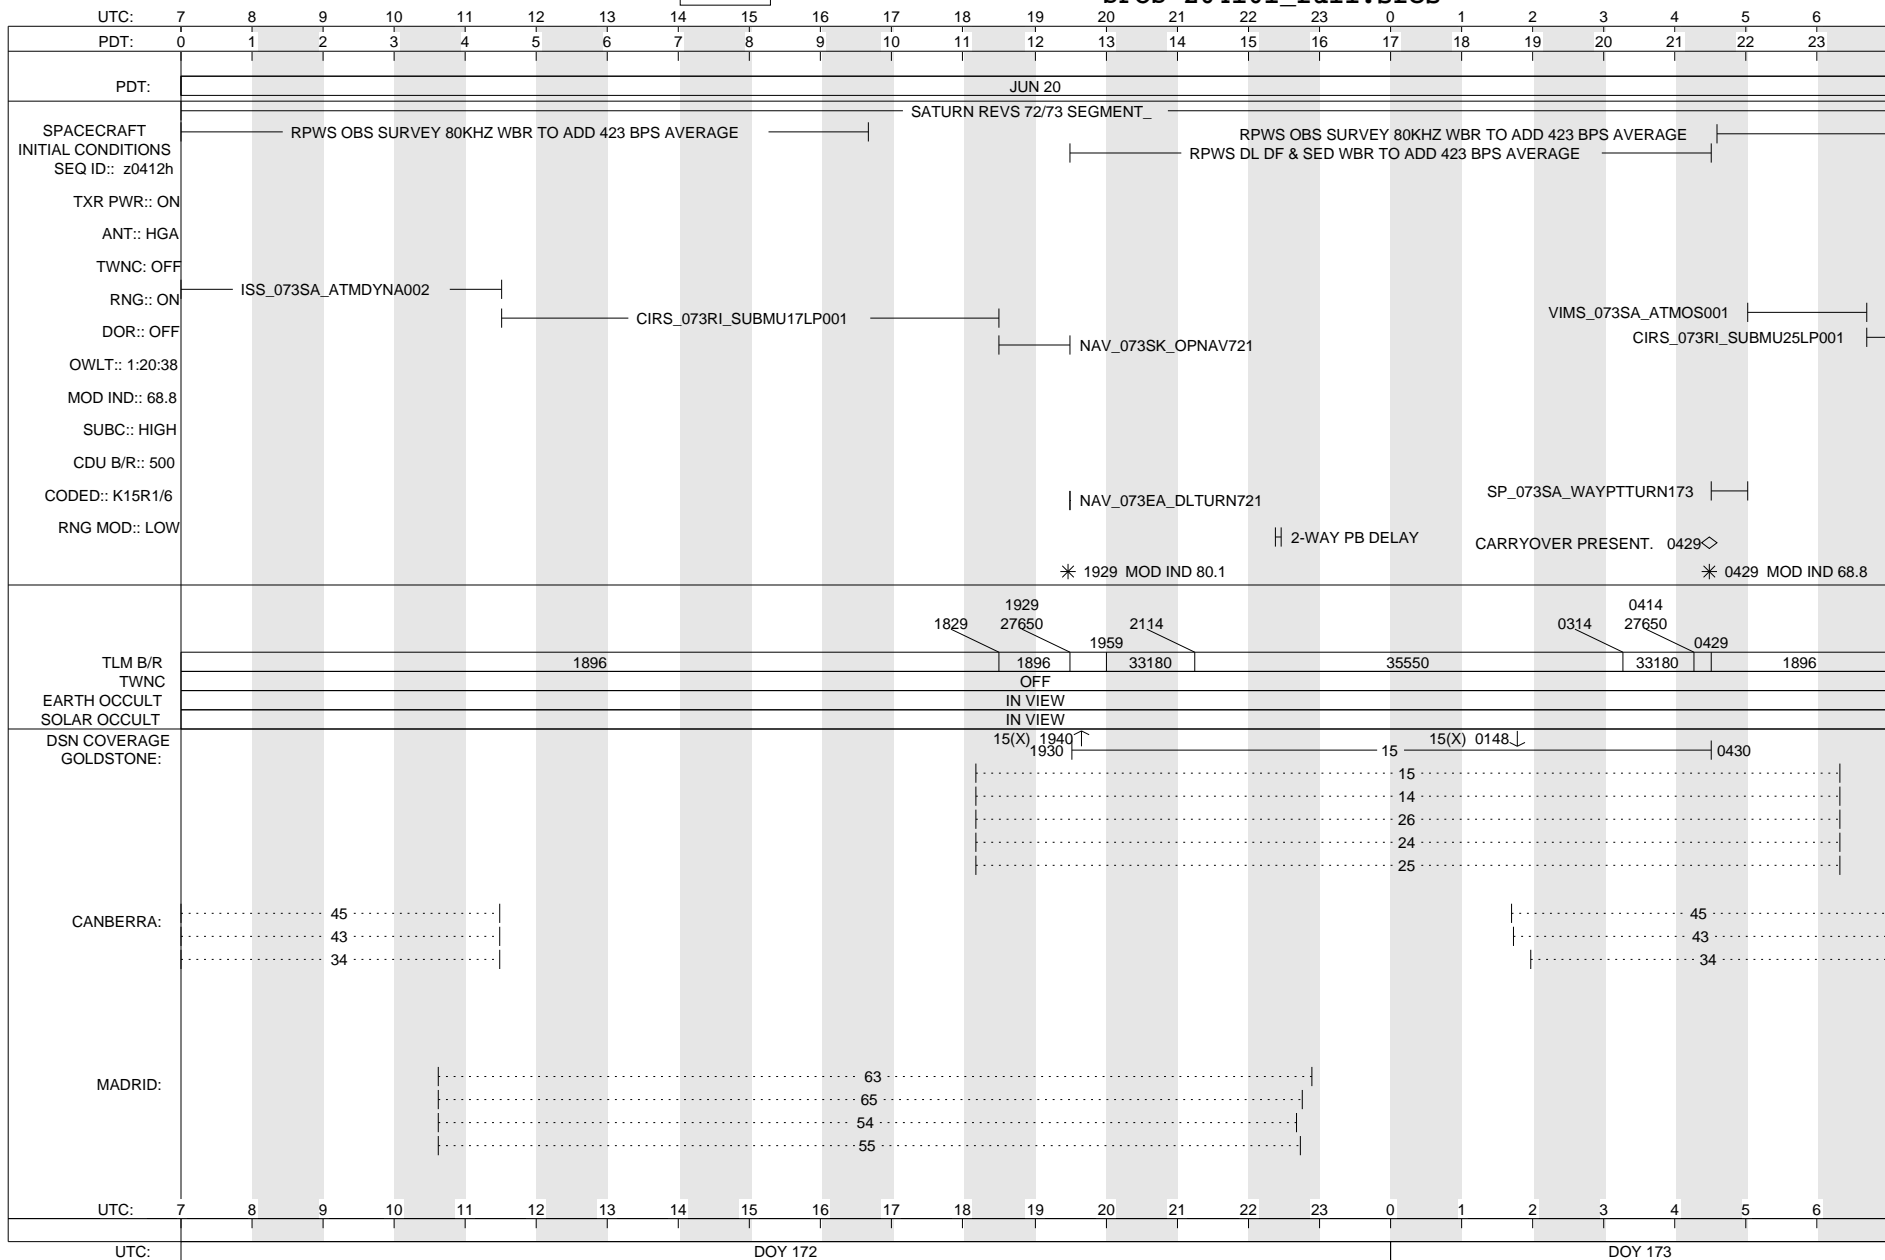 UTC: 7 8 9 10 11 12 13 14 15 16 17 18 19 20 21 22 23 0 1 2 3 4 5 6
PDT: 0 1 2 3 4 5 6 7 8 9 10 11 12 13 14 15 16 17 18 19 20 21 22 23
PDT: JUN 20
SATURN REVS 72/73 SEGMENT_
SPACECRAFT RPWS OBS SURVEY 80KHZ WBR TO ADD 423 BPS AVERAGE RPWS OBS SURVEY 80KHZ WBR TO ADD 423 BPS AVERAGE
INITIAL CONDITIONS RPWS DL DF & SED WBR TO ADD 423 BPS AVERAGE
SEQ ID:: z0412h
TXR PWR:: ON
ANT:: HGA
TWNC: OFF
ISS_073SA_ATMDYNA002
RNG:: ON
CIRS_073RI_SUBMU17LP001 VIMS_073SA_ATMOS001
DOR:: OFF
NAV_073SK_OPNAV721 CIRS_073RI_SUBMU25LP001
OWLT:: 1:20:38
MOD IND:: 68.8
SUBC:: HIGH
CDU B/R:: 500
CODED:: K15R1/6 NAV_073EA_DLTURN721 SP_073SA_WAYPTTURN173
RNG MOD:: LOW
2-WAY PB DELAY CARRYOVER PRESENT. 0429
1929 MOD IND 80.1 0429 MOD IND 68.8
1929 0414
1829 27650 2114 0314 27650
1959 0429
TLM B/R 1896 1896 33180 35550 33180 1896
TWNC OFF
EARTH OCCULT IN VIEW
SOLAR OCCULT IN VIEW
DSN COVERAGE 15(X) 1940 15(X) 0148
GOLDSTONE: 1930 15 0430
15
14
26
24
25
CANBERRA: 45 45
43 43
34 34
MADRID: 63
65
54
55
UTC: 7 8 9 10 11 12 13 14 15 16 17 18 19 20 21 22 23 0 1 2 3 4 5 6
UTC: DOY 172 DOY 173